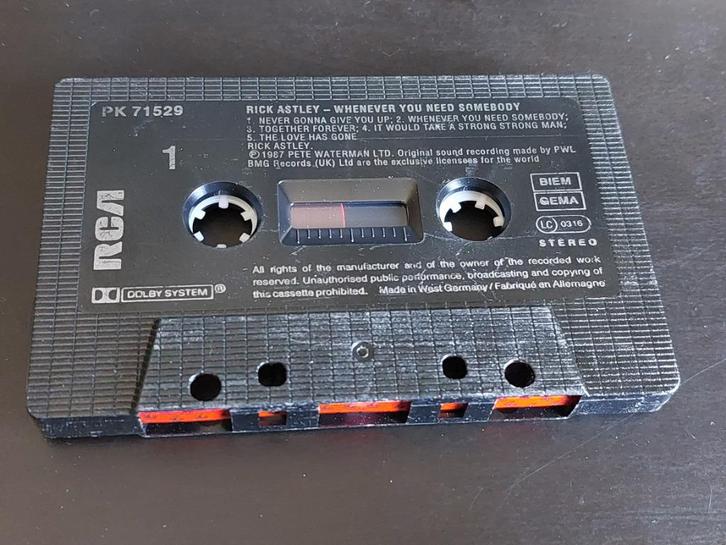 PK 71529
RICK ASTLEY – WHENEVER YOU NEED SOMEBODY
1. NEVER GONNA GIVE YOU UP; 2. WHENEVER YOU NEED SOMEBODY;
3. TOGETHER FOREVER; 4. IT WOULD TAKE A STRONG STRONG MAN;
5. THE LOVE HAS GONE
RICK ASTLEY.
℗1987 PETE WATERMAN LTD. Original sound recording made by PWL
BMG Records (UK) Ltd are the exclusive licensees for the world
1
RCA
BIEM
GEMA
LC 0316
STEREO
DOLBY SYSTEM ®
All rights of the manufacturer and of the owner of the recorded work
reserved. Unauthorised public performance, broadcasting and copying of
this cassette prohibited. Made in West Germany / Fabriqué en Allemagne